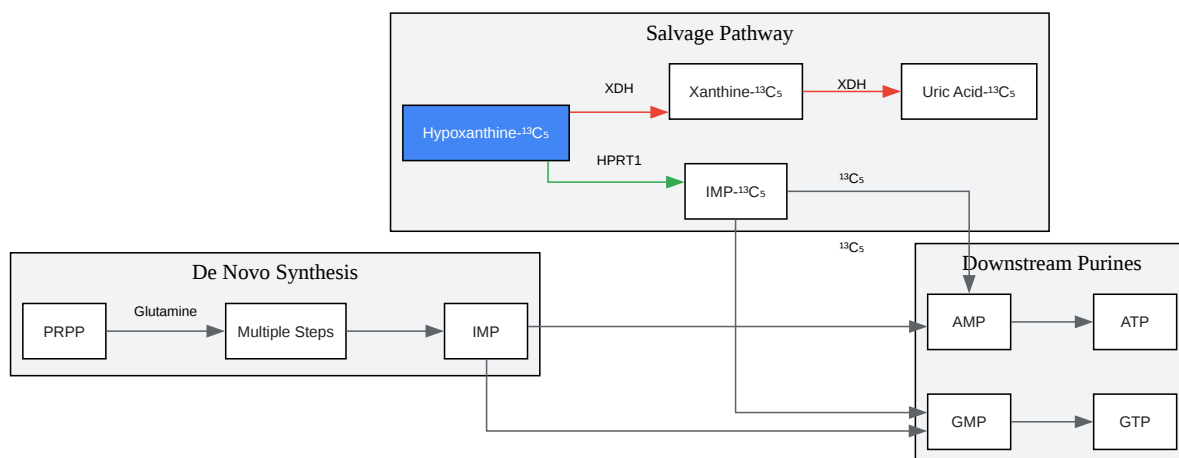 Salvage Pathway
XDH
Xanthine-¹³C₅
XDH
Uric Acid-¹³C₅
Hypoxanthine-¹³C₅
HPRT1
IMP-¹³C₅
¹³C₅
¹³C₅
De Novo Synthesis
PRPP
Glutamine
Multiple Steps
IMP
Downstream Purines
AMP
ATP
GMP
GTP